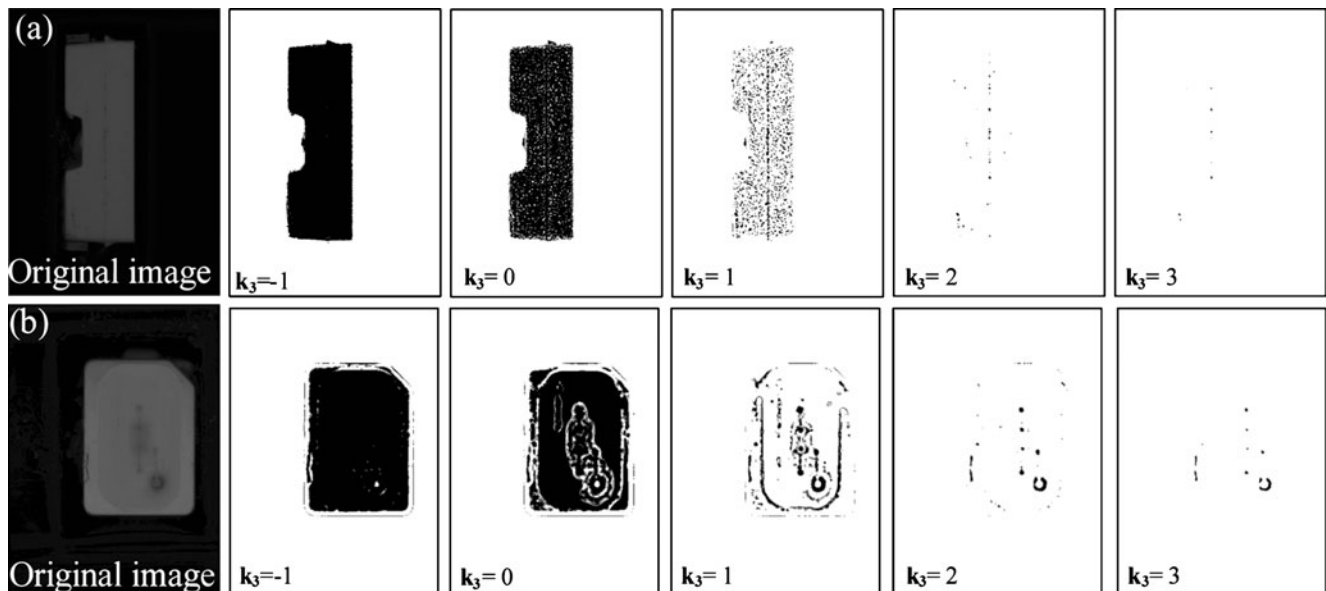 (a)
Original image
k₃=-1
k₃= 0
k₃= 1
k₃= 2
k₃= 3
(b)
Original image
k₃=-1
k₃= 0
k₃= 1
k₃= 2
k₃= 3